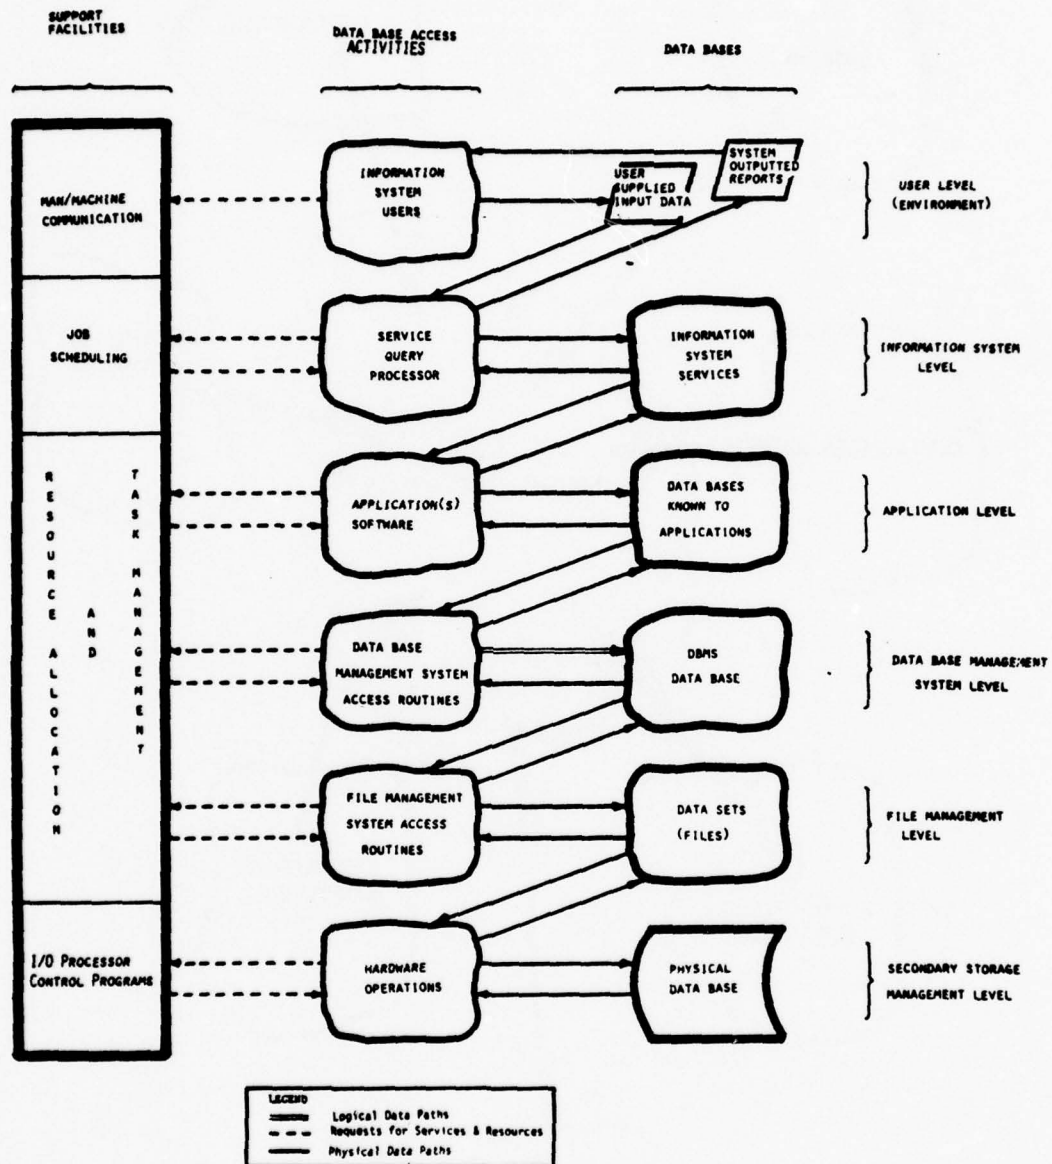 SUPPORT
FACILITIES
DATA BASE ACCESS
ACTIVITIES
DATA BASES
MAN/MACHINE
COMMUNICATION
INFORMATION
SYSTEM
USERS
USER
SUPPLIED
INPUT DATA
SYSTEM
OUTPUTTED
REPORTS
USER LEVEL
(ENVIRONMENT)
JOB
SCHEDULING
SERVICE
QUERY
PROCESSOR
INFORMATION
SYSTEM
SERVICES
INFORMATION SYSTEM
LEVEL
RESOURCE ALLOCATION
AND
TASK MANAGEMENT
APPLICATION(S)
SOFTWARE
DATA BASES
KNOWN TO
APPLICATIONS
APPLICATION LEVEL
DATA BASE
MANAGEMENT SYSTEM
ACCESS ROUTINES
DBMS
DATA BASE
DATA BASE MANAGEMENT
SYSTEM LEVEL
FILE MANAGEMENT
SYSTEM ACCESS
ROUTINES
DATA SETS
(FILES)
FILE MANAGEMENT
LEVEL
I/O PROCESSOR
CONTROL PROGRAMS
HARDWARE
OPERATIONS
PHYSICAL
DATA BASE
SECONDARY STORAGE
MANAGEMENT LEVEL
LEGEND
Logical Data Paths
Requests for Services & Resources
Physical Data Paths